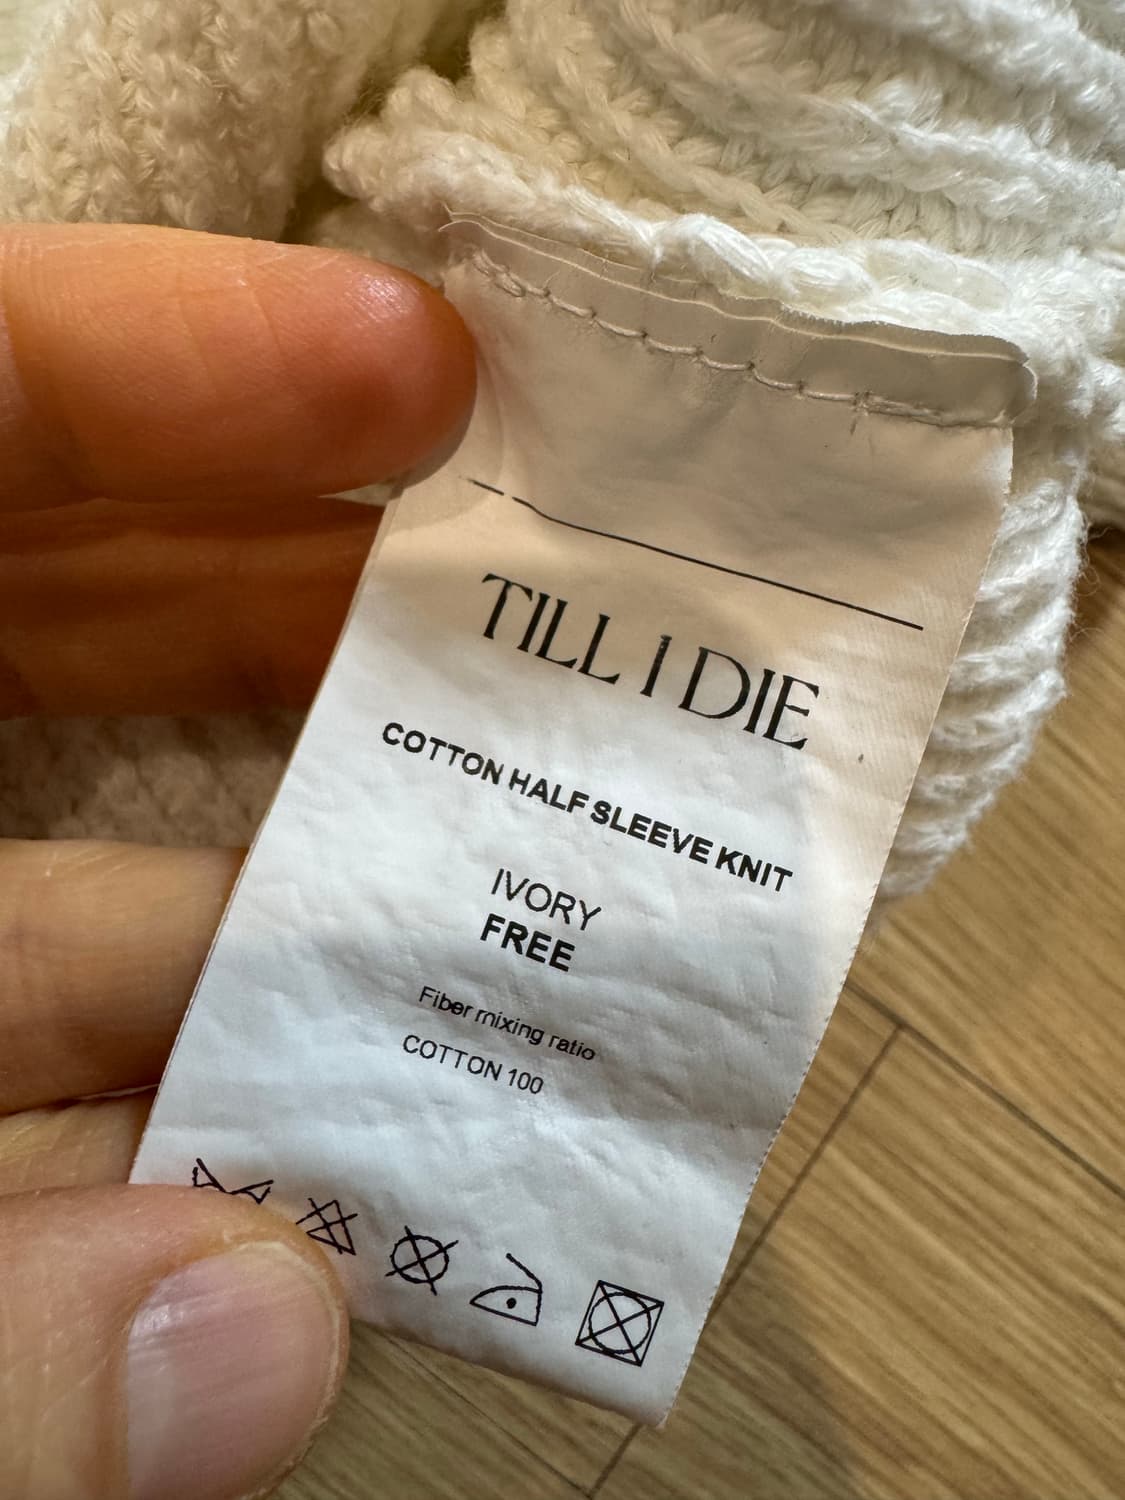 TILL I DIE
COTTON HALF SLEEVE KNIT
IVORY
FREE
Fiber mixing ratio
COTTON 100